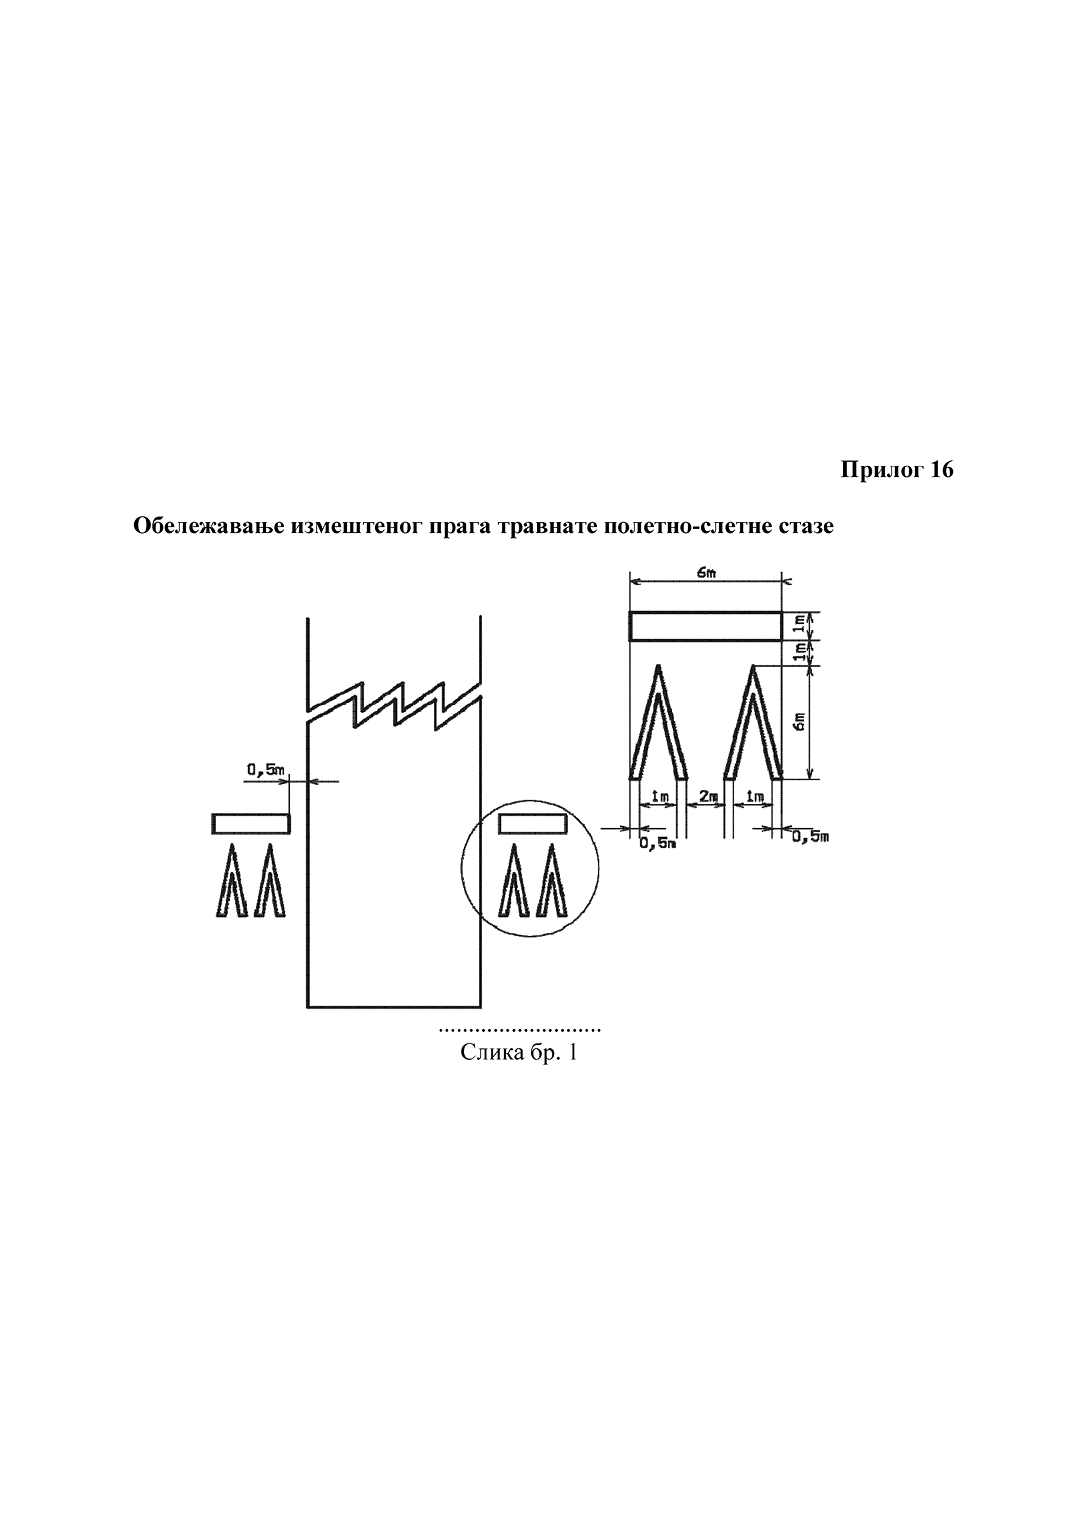 Прилог 16
Обележавање измештеног прага травнате полетно-слетне стазе
6m
1m
1m
6m
0,5m
1m 2m 1m
0,5m 0,5m
...........................
Слика бр. 1